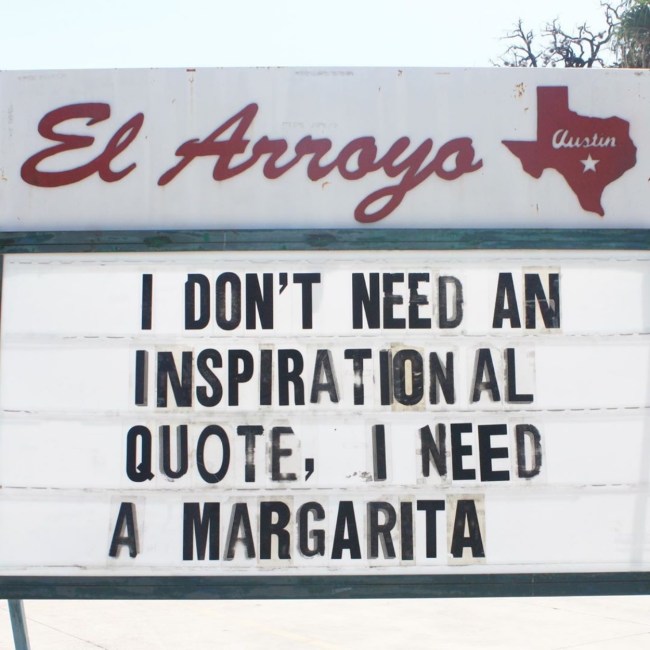 El Arroyo
Austin
I DON'T NEED AN
INSPIRATIONAL
QUOTE, I NEED
A MARGARITA